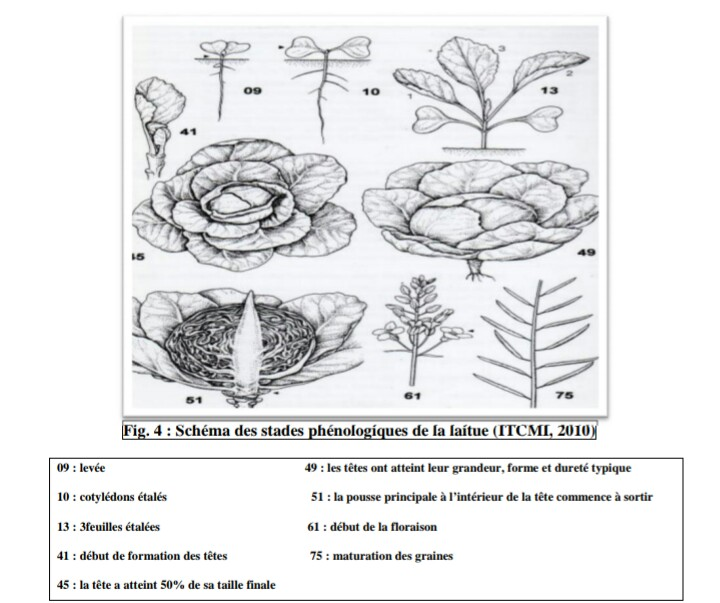 09
10
3
2
1
13
41
45
49
51
61
75
Fig. 4 : Schéma des stades phénologiques de la laitue (ITCMI, 2010)
09 : levée
49 : les têtes ont atteint leur grandeur, forme et dureté typique
10 : cotylédons étalés
51 : la pousse principale à l’intérieur de la tête commence à sortir
13 : 3feuilles étalées
61 : début de la floraison
41 : début de formation des têtes
75 : maturation des graines
45 : la tête a atteint 50% de sa taille finale